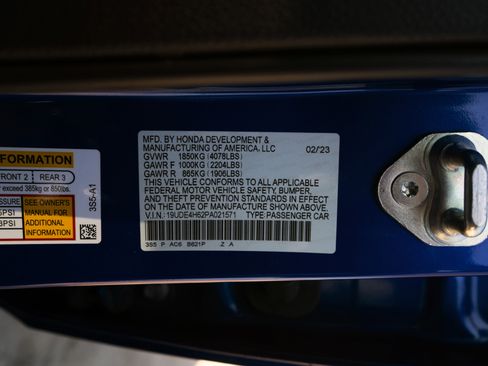 FORMATION
FRONT 2 REAR 3
exceed 385kg or 850lbs.
SEE OWNER'S
MANUAL FOR
ADDITIONAL
INFORMATION
3S5-A1
MFD. BY HONDA DEVELOPMENT & 02/23
MANUFACTURING OF AMERICA, LLC
GVWR 1850KG (4078LBS)
GAWR F 1000KG (2204LBS)
GAWR R 865KG (1906LBS)
THIS VEHICLE CONFORMS TO ALL APPLICABLE
FEDERAL MOTOR VEHICLE SAFETY, BUMPER,
AND THEFT PREVENTION STANDARDS IN EFFECT
ON THE DATE OF MANUFACTURE SHOWN ABOVE.
V.I.N.: 19UDE4H62PA021571 TYPE PASSENGER CAR
3S5 P AC6 B621P Z A